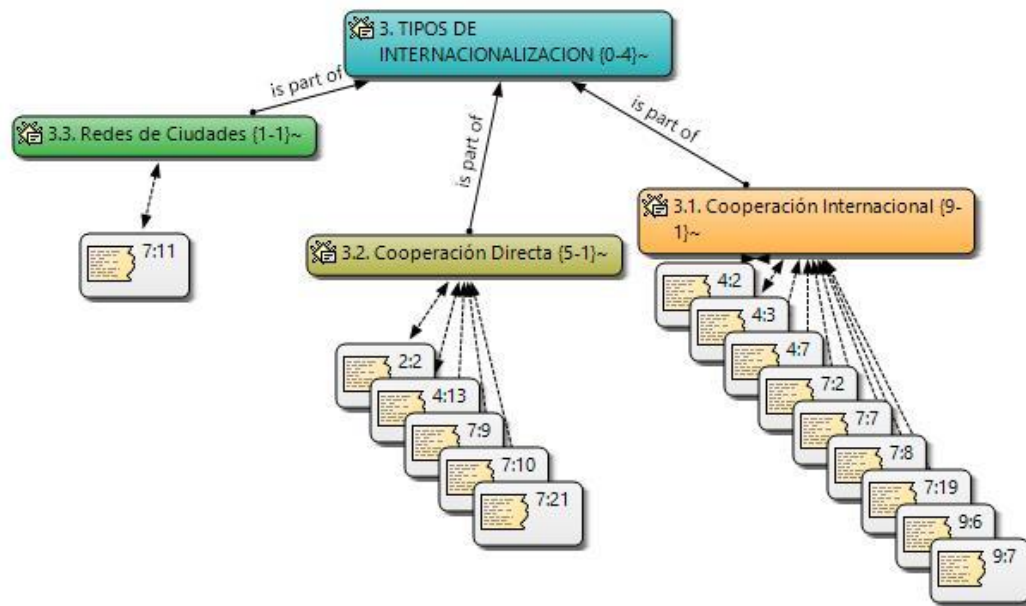 3. TIPOS DE
INTERNACIONALIZACION {0-4}~
is part of
is part of
is part of
3.3. Redes de Ciudades {1-1}~
7:11
3.2. Cooperación Directa {5-1}~
2:2
4:13
7:9
7:10
7:21
3.1. Cooperación Internacional {9-
1}~
4:2
4:3
4:7
7:2
7:7
7:8
7:19
9:6
9:7